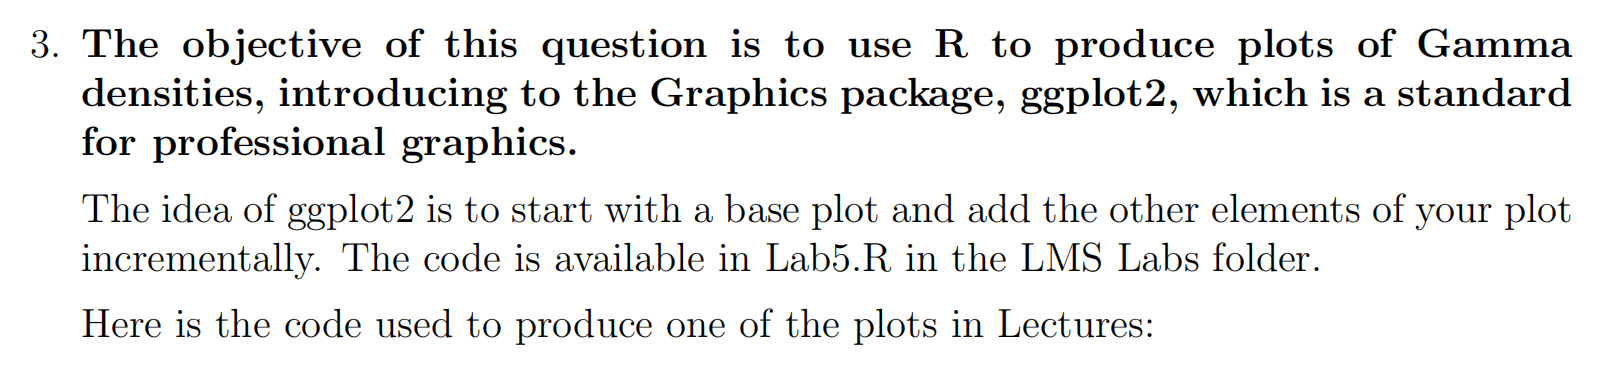 3. The objective of this question is to use R to produce plots of Gamma
densities, introducing to the Graphics package, ggplot2, which is a standard
for professional graphics.
The idea of ggplot2 is to start with a base plot and add the other elements of your plot
incrementally. The code is available in Lab5.R in the LMS Labs folder.
Here is the code used to produce one of the plots in Lectures: